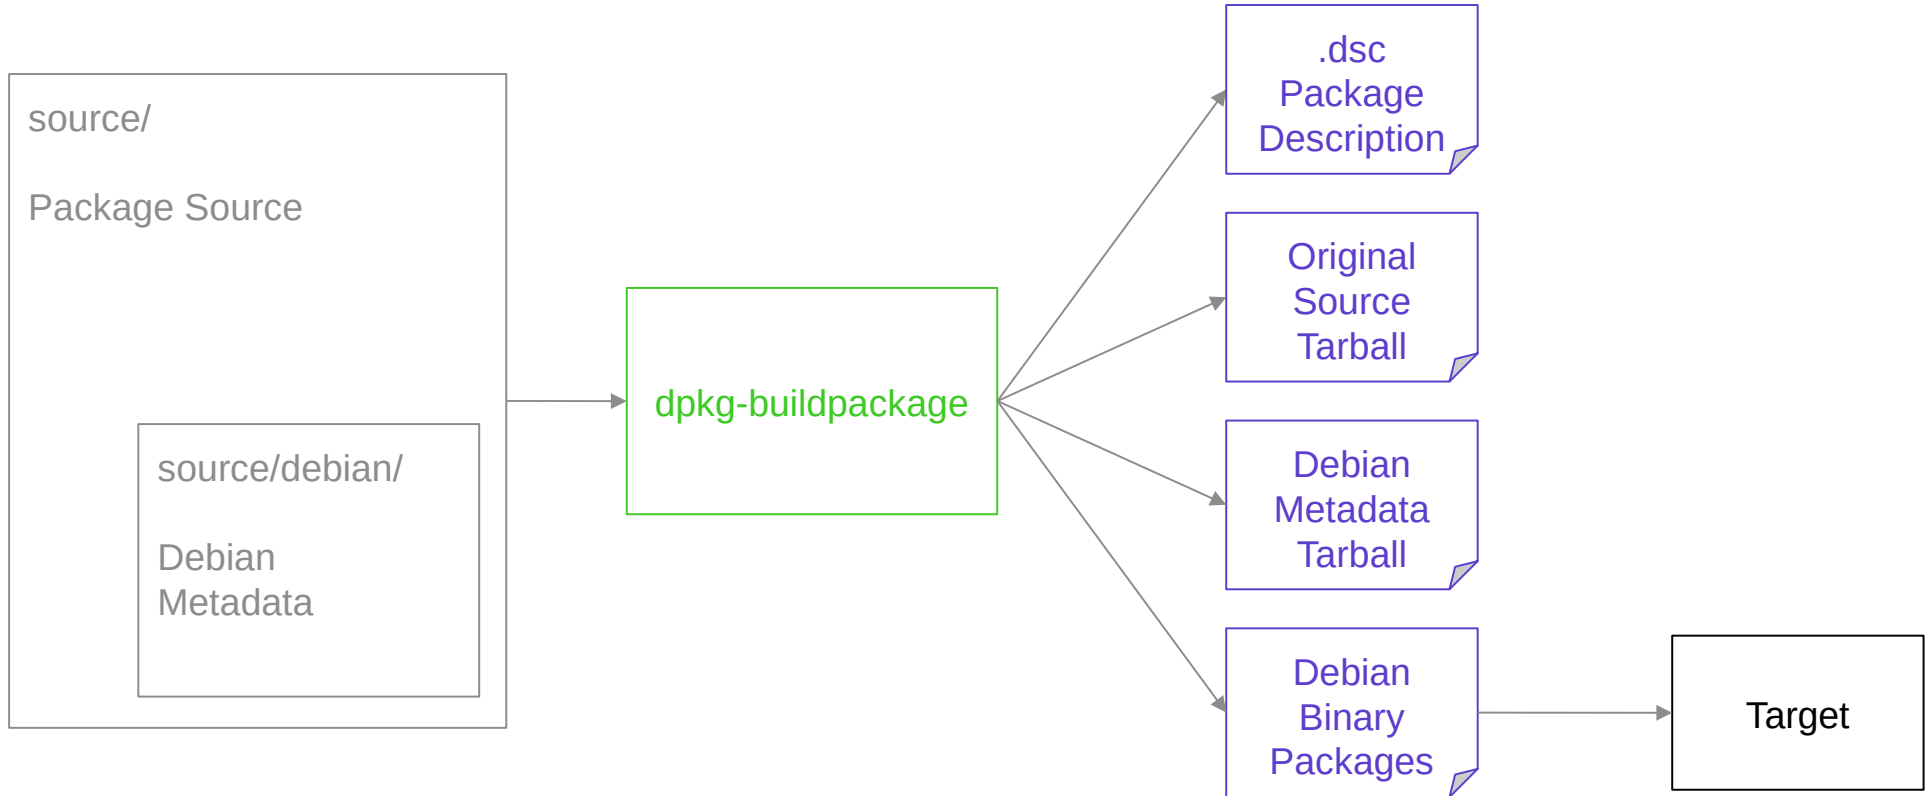 source/
Package Source
source/debian/
Debian
Metadata
dpkg-buildpackage
.dsc
Package
Description
Original
Source
Tarball
Debian
Metadata
Tarball
Debian
Binary
Packages
Target